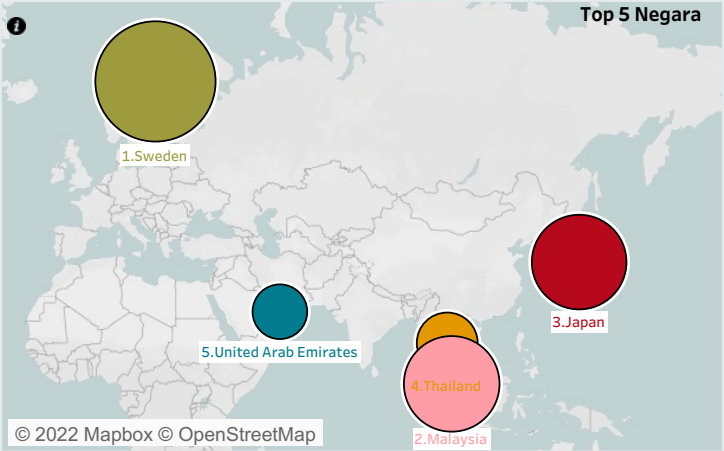 i
Top 5 Negara
1.Sweden
3.Japan
5.United Arab Emirates
4.Thailand
2.Malaysia
© 2022 Mapbox © OpenStreetMap